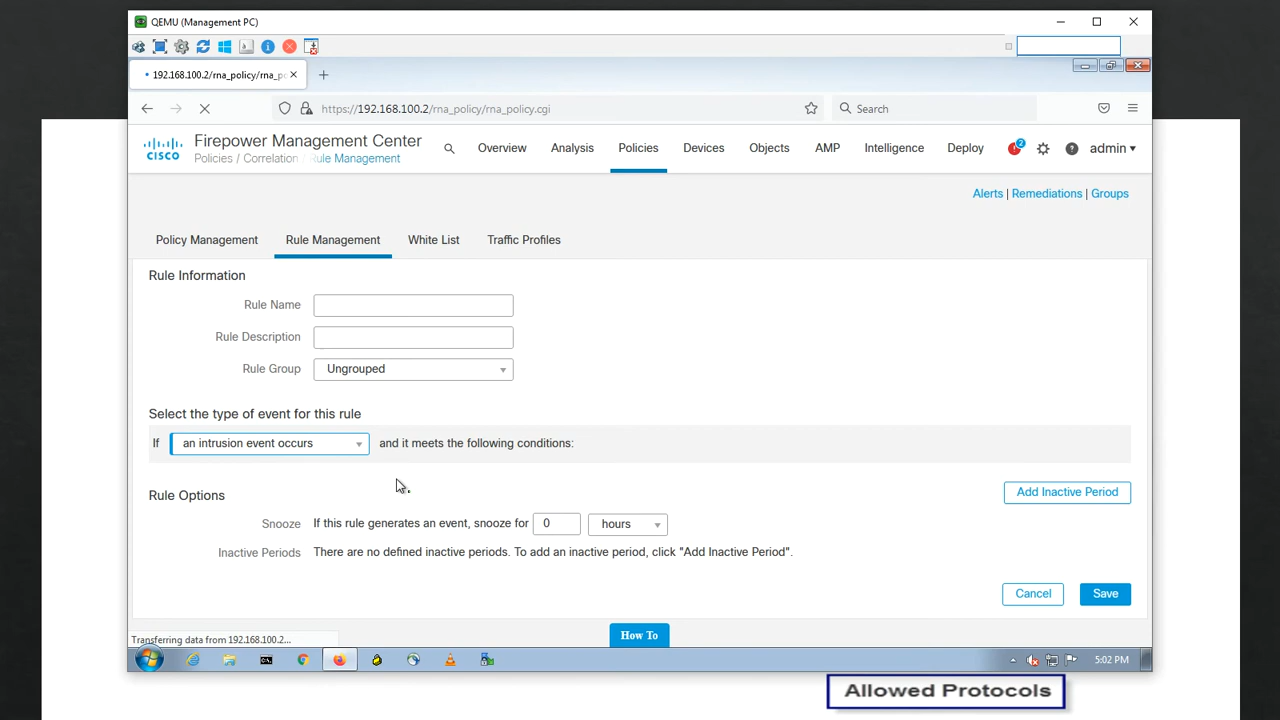 QEMU (Management PC)
192.168.100.2/rna_policy/rna_p
https://192.168.100.2/rna_policy/rna_policy.cgi
Search
CISCO
Firepower Management Center
Policies / Correlation / Rule Management
Overview
Analysis
Policies
Devices
Objects
AMP
Intelligence
Deploy
2
admin
Alerts | Remediations | Groups
Policy Management
Rule Management
White List
Traffic Profiles
Rule Information
Rule Name
Rule Description
Rule Group
Ungrouped
Select the type of event for this rule
If an intrusion event occurs and it meets the following conditions:
Rule Options
Add Inactive Period
Snooze If this rule generates an event, snooze for 0 hours
Inactive Periods There are no defined inactive periods. To add an inactive period, click "Add Inactive Period".
Cancel
Save
Transferring data from 192.168.100.2...
How To
5:02 PM
Allowed Protocols